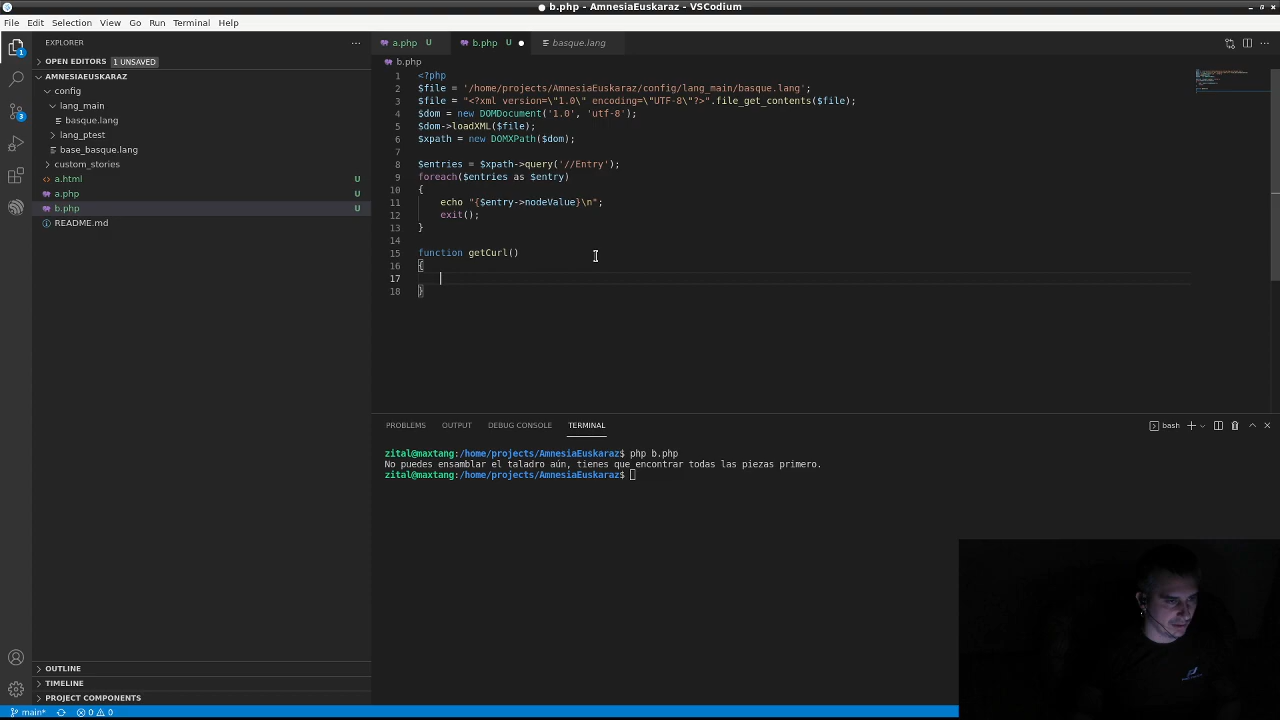 b.php - AmnesiaEuskaraz - VSCodium
File Edit Selection View Go Run Terminal Help
EXPLORER
OPEN EDITORS 1 UNSAVED
AMNESIAEUSKARAZ
config
lang_main
basque.lang
lang_ptest
base_basque.lang
custom_stories
a.html U
a.php U
b.php U
README.md
OUTLINE
TIMELINE
PROJECT COMPONENTS
1
3
a.php U b.php U basque.lang
b.php
1 <?php
2 $file = '/home/projects/AmnesiaEuskaraz/config/lang_main/basque.lang';
3 $file = "<?xml version=\"1.0\" encoding=\"UTF-8\"?>".file_get_contents($file);
4 $dom = new DOMDocument('1.0', 'utf-8');
5 $dom->loadXML($file);
6 $xpath = new DOMXPath($dom);
7
8 $entries = $xpath->query('//Entry');
9 foreach($entries as $entry)
10 {
11 echo "{$entry->nodeValue}\n";
12 exit();
13 }
14
15 function getCurl()
16 {
17
18 }
PROBLEMS OUTPUT DEBUG CONSOLE TERMINAL
bash
zital@maxtang:/home/projects/AmnesiaEuskaraz$ php b.php
No puedes ensamblar el taladro aún, tienes que encontrar todas las piezas primero.
zital@maxtang:/home/projects/AmnesiaEuskaraz$
main* 0 0